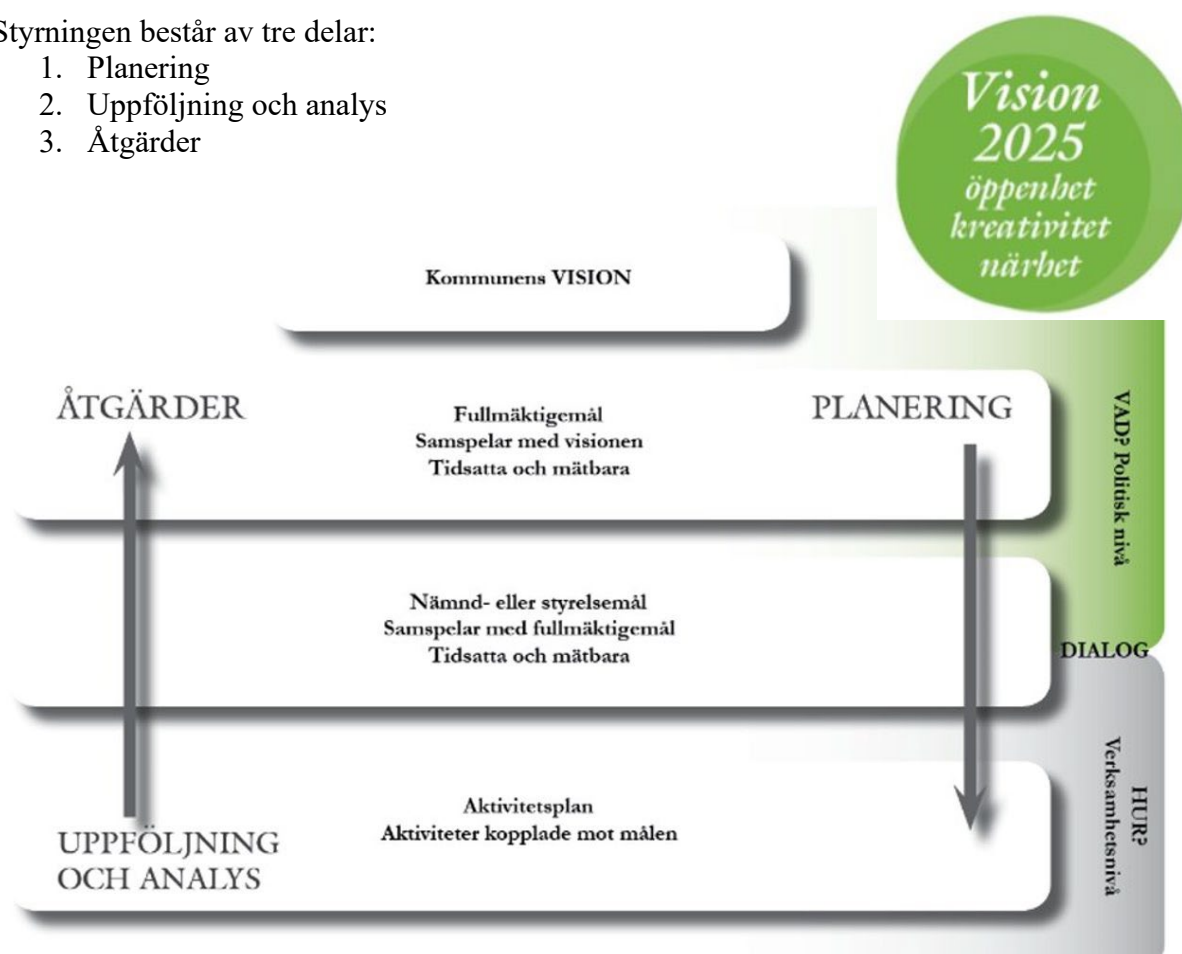 Styrningen består av tre delar:
1. Planering
2. Uppföljning och analys
3. Åtgärder
Vision
2025
öppenhet
kreativitet
närhet
Kommunens VISION
ÅTGÄRDER
Fullmäktigemål
Samspelar med visionen
Tidsatta och mätbara
PLANERING
VAD? Politisk nivå
Nämnd- eller styrelsemål
Samspelar med fullmäktigemål
Tidsatta och mätbara
DIALOG
HUR?
Verksamhetsnivå
Aktivitetsplan
Aktiviteter kopplade mot målen
UPPFÖLJNING
OCH ANALYS